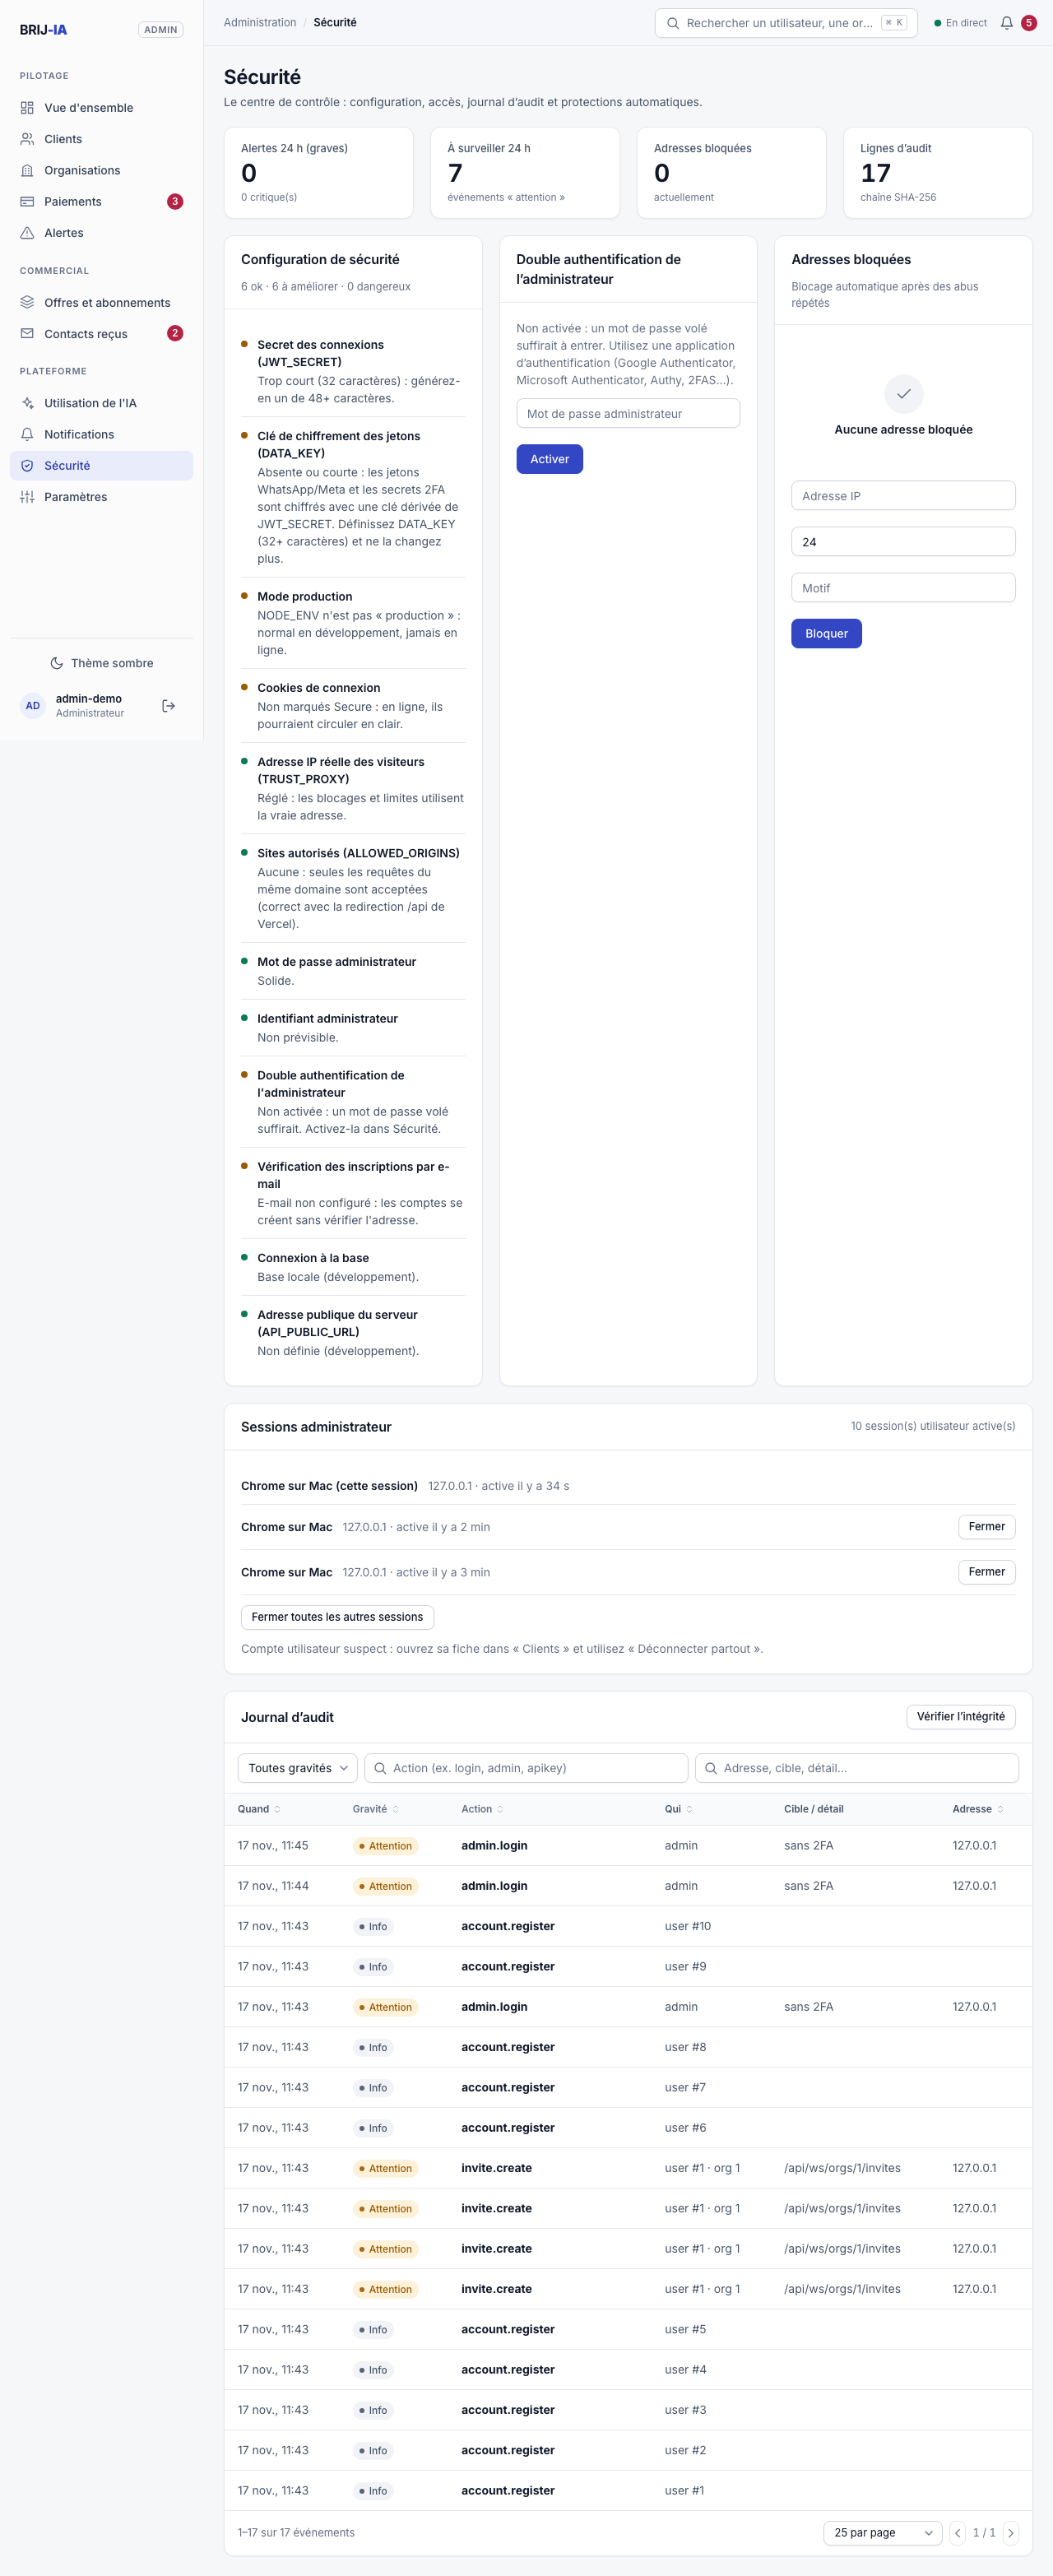 BRIJ-IA
ADMIN
PILOTAGE
Vue d'ensemble
Clients
Organisations
Paiements 3
Alertes
COMMERCIAL
Offres et abonnements
Contacts reçus 2
PLATEFORME
Utilisation de l'IA
Notifications
Sécurité
Paramètres
Thème sombre
AD
admin-demo
Administrateur
Administration / Sécurité
Rechercher un utilisateur, une or... ⌘ K
En direct
5
Sécurité
Le centre de contrôle : configuration, accès, journal d’audit et protections automatiques.
Alertes 24 h (graves)
0
0 critique(s)
À surveiller 24 h
7
événements « attention »
Adresses bloquées
0
actuellement
Lignes d’audit
17
chaîne SHA-256
Configuration de sécurité
6 ok · 6 à améliorer · 0 dangereux
Secret des connexions
(JWT_SECRET)
Trop court (32 caractères) : générez-
en un de 48+ caractères.
Clé de chiffrement des jetons
(DATA_KEY)
Absente ou courte : les jetons
WhatsApp/Meta et les secrets 2FA
sont chiffrés avec une clé dérivée de
JWT_SECRET. Définissez DATA_KEY
(32+ caractères) et ne la changez
plus.
Mode production
NODE_ENV n'est pas « production » :
normal en développement, jamais en
ligne.
Cookies de connexion
Non marqués Secure : en ligne, ils
pourraient circuler en clair.
Adresse IP réelle des visiteurs
(TRUST_PROXY)
Réglé : les blocages et limites utilisent
la vraie adresse.
Sites autorisés (ALLOWED_ORIGINS)
Aucune : seules les requêtes du
même domaine sont acceptées
(correct avec la redirection /api de
Vercel).
Mot de passe administrateur
Solide.
Identifiant administrateur
Non prévisible.
Double authentification de
l'administrateur
Non activée : un mot de passe volé
suffirait. Activez-la dans Sécurité.
Vérification des inscriptions par e-
mail
E-mail non configuré : les comptes se
créent sans vérifier l'adresse.
Connexion à la base
Base locale (développement).
Adresse publique du serveur
(API_PUBLIC_URL)
Non définie (développement).
Double authentification de
l’administrateur
Non activée : un mot de passe volé
suffirait à entrer. Utilisez une application
d’authentification (Google Authenticator,
Microsoft Authenticator, Authy, 2FAS...).
Mot de passe administrateur
Activer
Adresses bloquées
Blocage automatique après des abus
répétés
Aucune adresse bloquée
Adresse IP
24
Motif
Bloquer
Sessions administrateur
10 session(s) utilisateur active(s)
Chrome sur Mac (cette session) 127.0.0.1 · active il y a 34 s
Chrome sur Mac 127.0.0.1 · active il y a 2 min Fermer
Chrome sur Mac 127.0.0.1 · active il y a 3 min Fermer
Fermer toutes les autres sessions
Compte utilisateur suspect : ouvrez sa fiche dans « Clients » et utilisez « Déconnecter partout ».
Journal d’audit
Vérifier l’intégrité
Toutes gravités
Action (ex. login, admin, apikey)
Adresse, cible, détail...
Quand Gravité Action Qui Cible / détail Adresse
17 nov., 11:45 Attention admin.login admin sans 2FA 127.0.0.1
17 nov., 11:44 Attention admin.login admin sans 2FA 127.0.0.1
17 nov., 11:43 Info account.register user #10
17 nov., 11:43 Info account.register user #9
17 nov., 11:43 Attention admin.login admin sans 2FA 127.0.0.1
17 nov., 11:43 Info account.register user #8
17 nov., 11:43 Info account.register user #7
17 nov., 11:43 Info account.register user #6
17 nov., 11:43 Attention invite.create user #1 · org 1 /api/ws/orgs/1/invites 127.0.0.1
17 nov., 11:43 Attention invite.create user #1 · org 1 /api/ws/orgs/1/invites 127.0.0.1
17 nov., 11:43 Attention invite.create user #1 · org 1 /api/ws/orgs/1/invites 127.0.0.1
17 nov., 11:43 Attention invite.create user #1 · org 1 /api/ws/orgs/1/invites 127.0.0.1
17 nov., 11:43 Info account.register user #5
17 nov., 11:43 Info account.register user #4
17 nov., 11:43 Info account.register user #3
17 nov., 11:43 Info account.register user #2
17 nov., 11:43 Info account.register user #1
1–17 sur 17 événements
25 par page
1 / 1